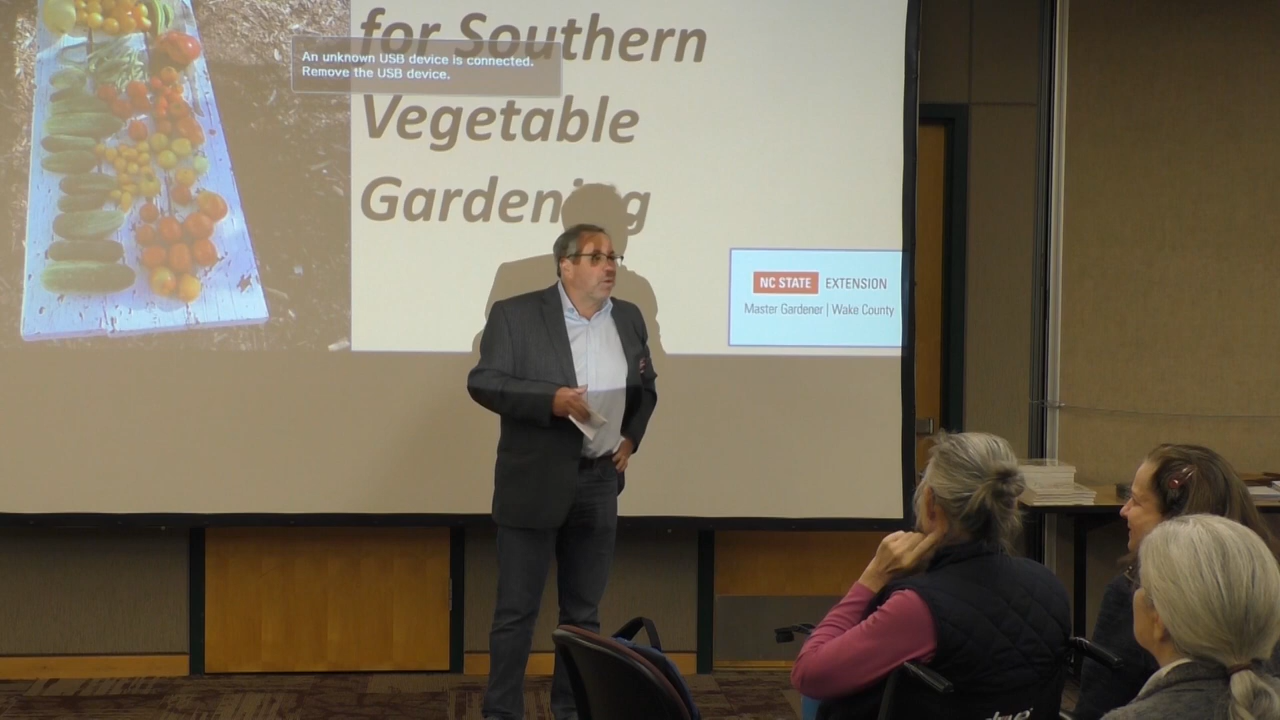 for Southern
An unknown USB device is connected.
Remove the USB device.
Vegetable
Gardening
NC STATE EXTENSION
Master Gardener | Wake County